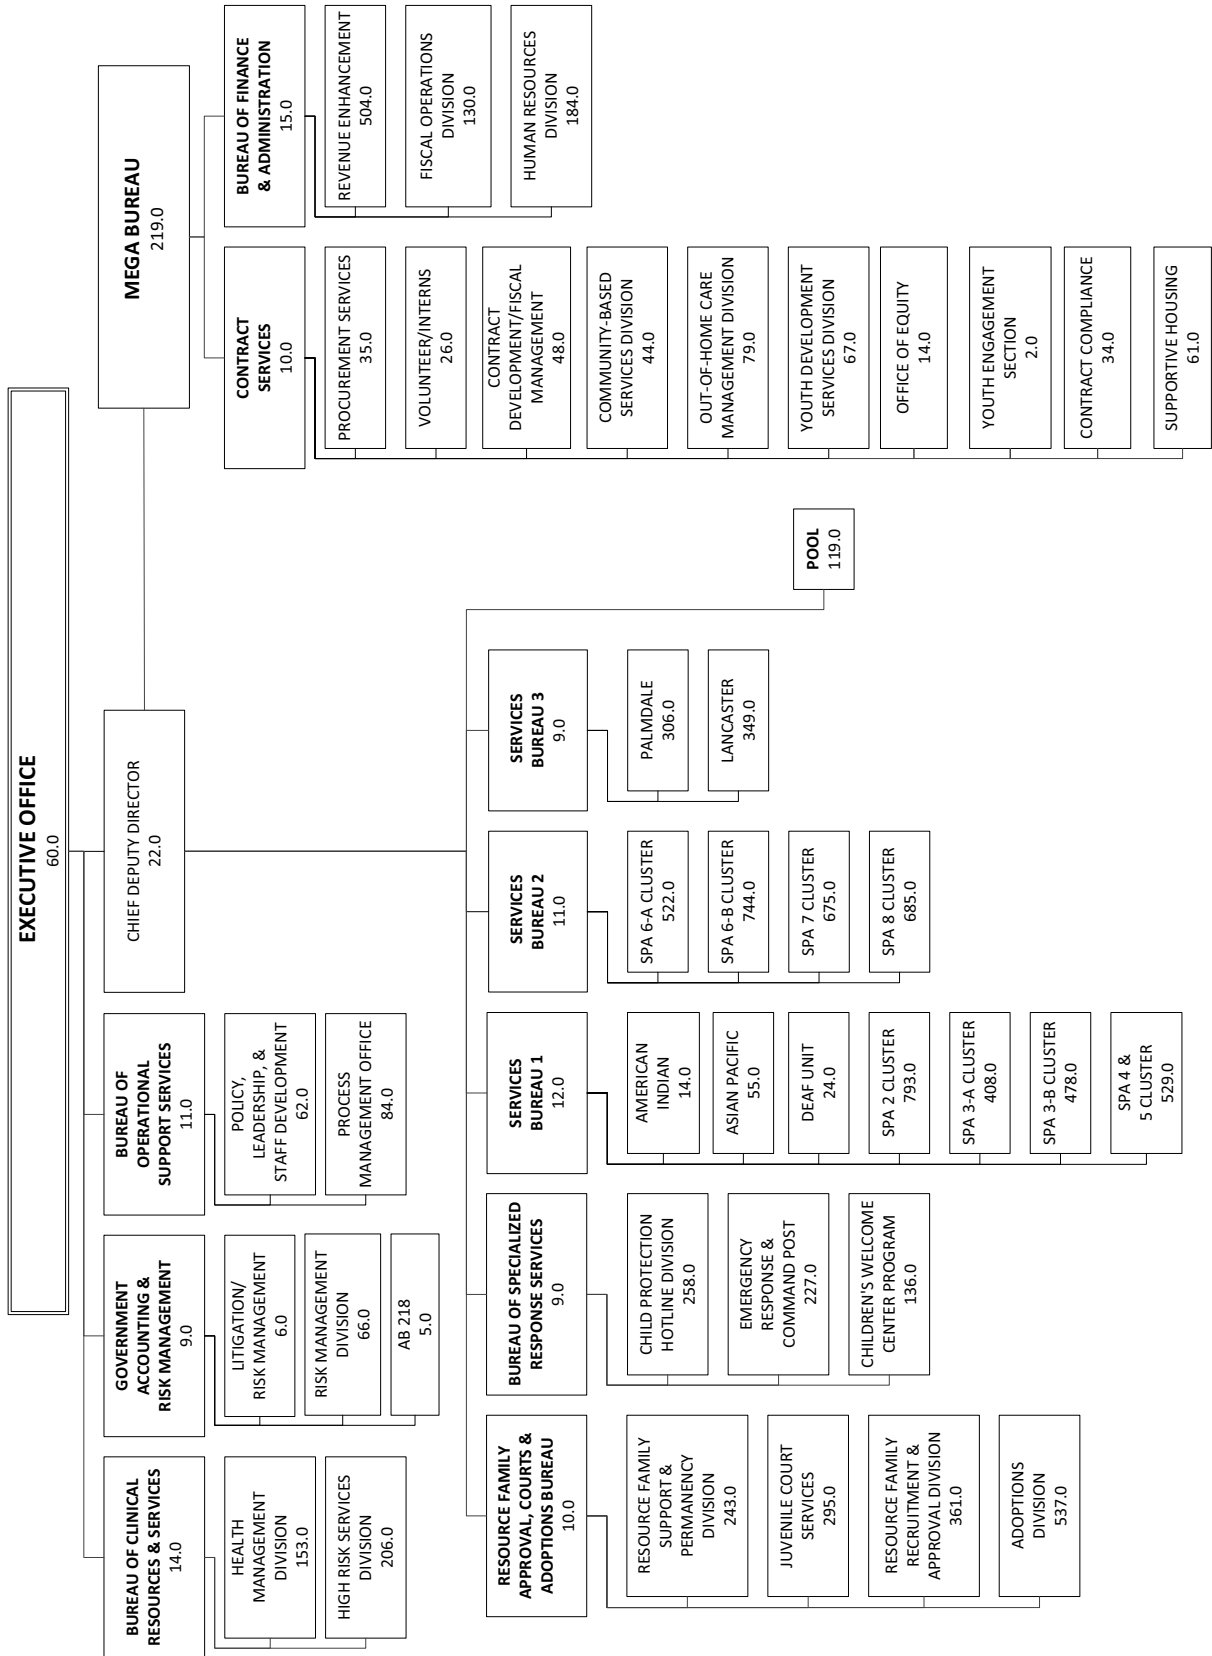 EXECUTIVE OFFICE
60.0
BUREAU OF CLINICAL
RESOURCES & SERVICES
14.0
HEALTH
MANAGEMENT
DIVISION
153.0
HIGH RISK SERVICES
DIVISION
206.0
GOVERNMENT
ACCOUNTING &
RISK MANAGEMENT
9.0
LITIGATION/
RISK MANAGEMENT
6.0
RISK MANAGEMENT
DIVISION
66.0
AB 218
5.0
BUREAU OF
OPERATIONAL
SUPPORT SERVICES
11.0
POLICY,
LEADERSHIP, &
STAFF DEVELOPMENT
62.0
PROCESS
MANAGEMENT OFFICE
84.0
CHIEF DEPUTY DIRECTOR
22.0
MEGA BUREAU
219.0
CONTRACT
SERVICES
10.0
PROCUREMENT SERVICES
35.0
VOLUNTEER/INTERNS
26.0
CONTRACT
DEVELOPMENT/FISCAL
MANAGEMENT
48.0
COMMUNITY-BASED
SERVICES DIVISION
44.0
OUT-OF-HOME CARE
MANAGEMENT DIVISION
79.0
YOUTH DEVELOPMENT
SERVICES DIVISION
67.0
OFFICE OF EQUITY
14.0
YOUTH ENGAGEMENT
SECTION
2.0
CONTRACT COMPLIANCE
34.0
SUPPORTIVE HOUSING
61.0
BUREAU OF FINANCE
& ADMINISTRATION
15.0
REVENUE ENHANCEMENT
504.0
FISCAL OPERATIONS
DIVISION
130.0
HUMAN RESOURCES
DIVISION
184.0
RESOURCE FAMILY
APPROVAL, COURTS &
ADOPTIONS BUREAU
10.0
RESOURCE FAMILY
SUPPORT &
PERMANENCY
DIVISION
243.0
JUVENILE COURT
SERVICES
295.0
RESOURCE FAMILY
RECRUITMENT &
APPROVAL DIVISION
361.0
ADOPTIONS
DIVISION
537.0
BUREAU OF SPECIALIZED
RESPONSE SERVICES
9.0
CHILD PROTECTION
HOTLINE DIVISION
258.0
EMERGENCY
RESPONSE &
COMMAND POST
227.0
CHILDREN'S WELCOME
CENTER PROGRAM
136.0
SERVICES
BUREAU 1
12.0
AMERICAN
INDIAN
14.0
ASIAN PACIFIC
55.0
DEAF UNIT
24.0
SPA 2 CLUSTER
793.0
SPA 3-A CLUSTER
408.0
SPA 3-B CLUSTER
478.0
SPA 4 &
5 CLUSTER
529.0
SERVICES
BUREAU 2
11.0
SPA 6-A CLUSTER
522.0
SPA 6-B CLUSTER
744.0
SPA 7 CLUSTER
675.0
SPA 8 CLUSTER
685.0
SERVICES
BUREAU 3
9.0
PALMDALE
306.0
LANCASTER
349.0
POOL
119.0